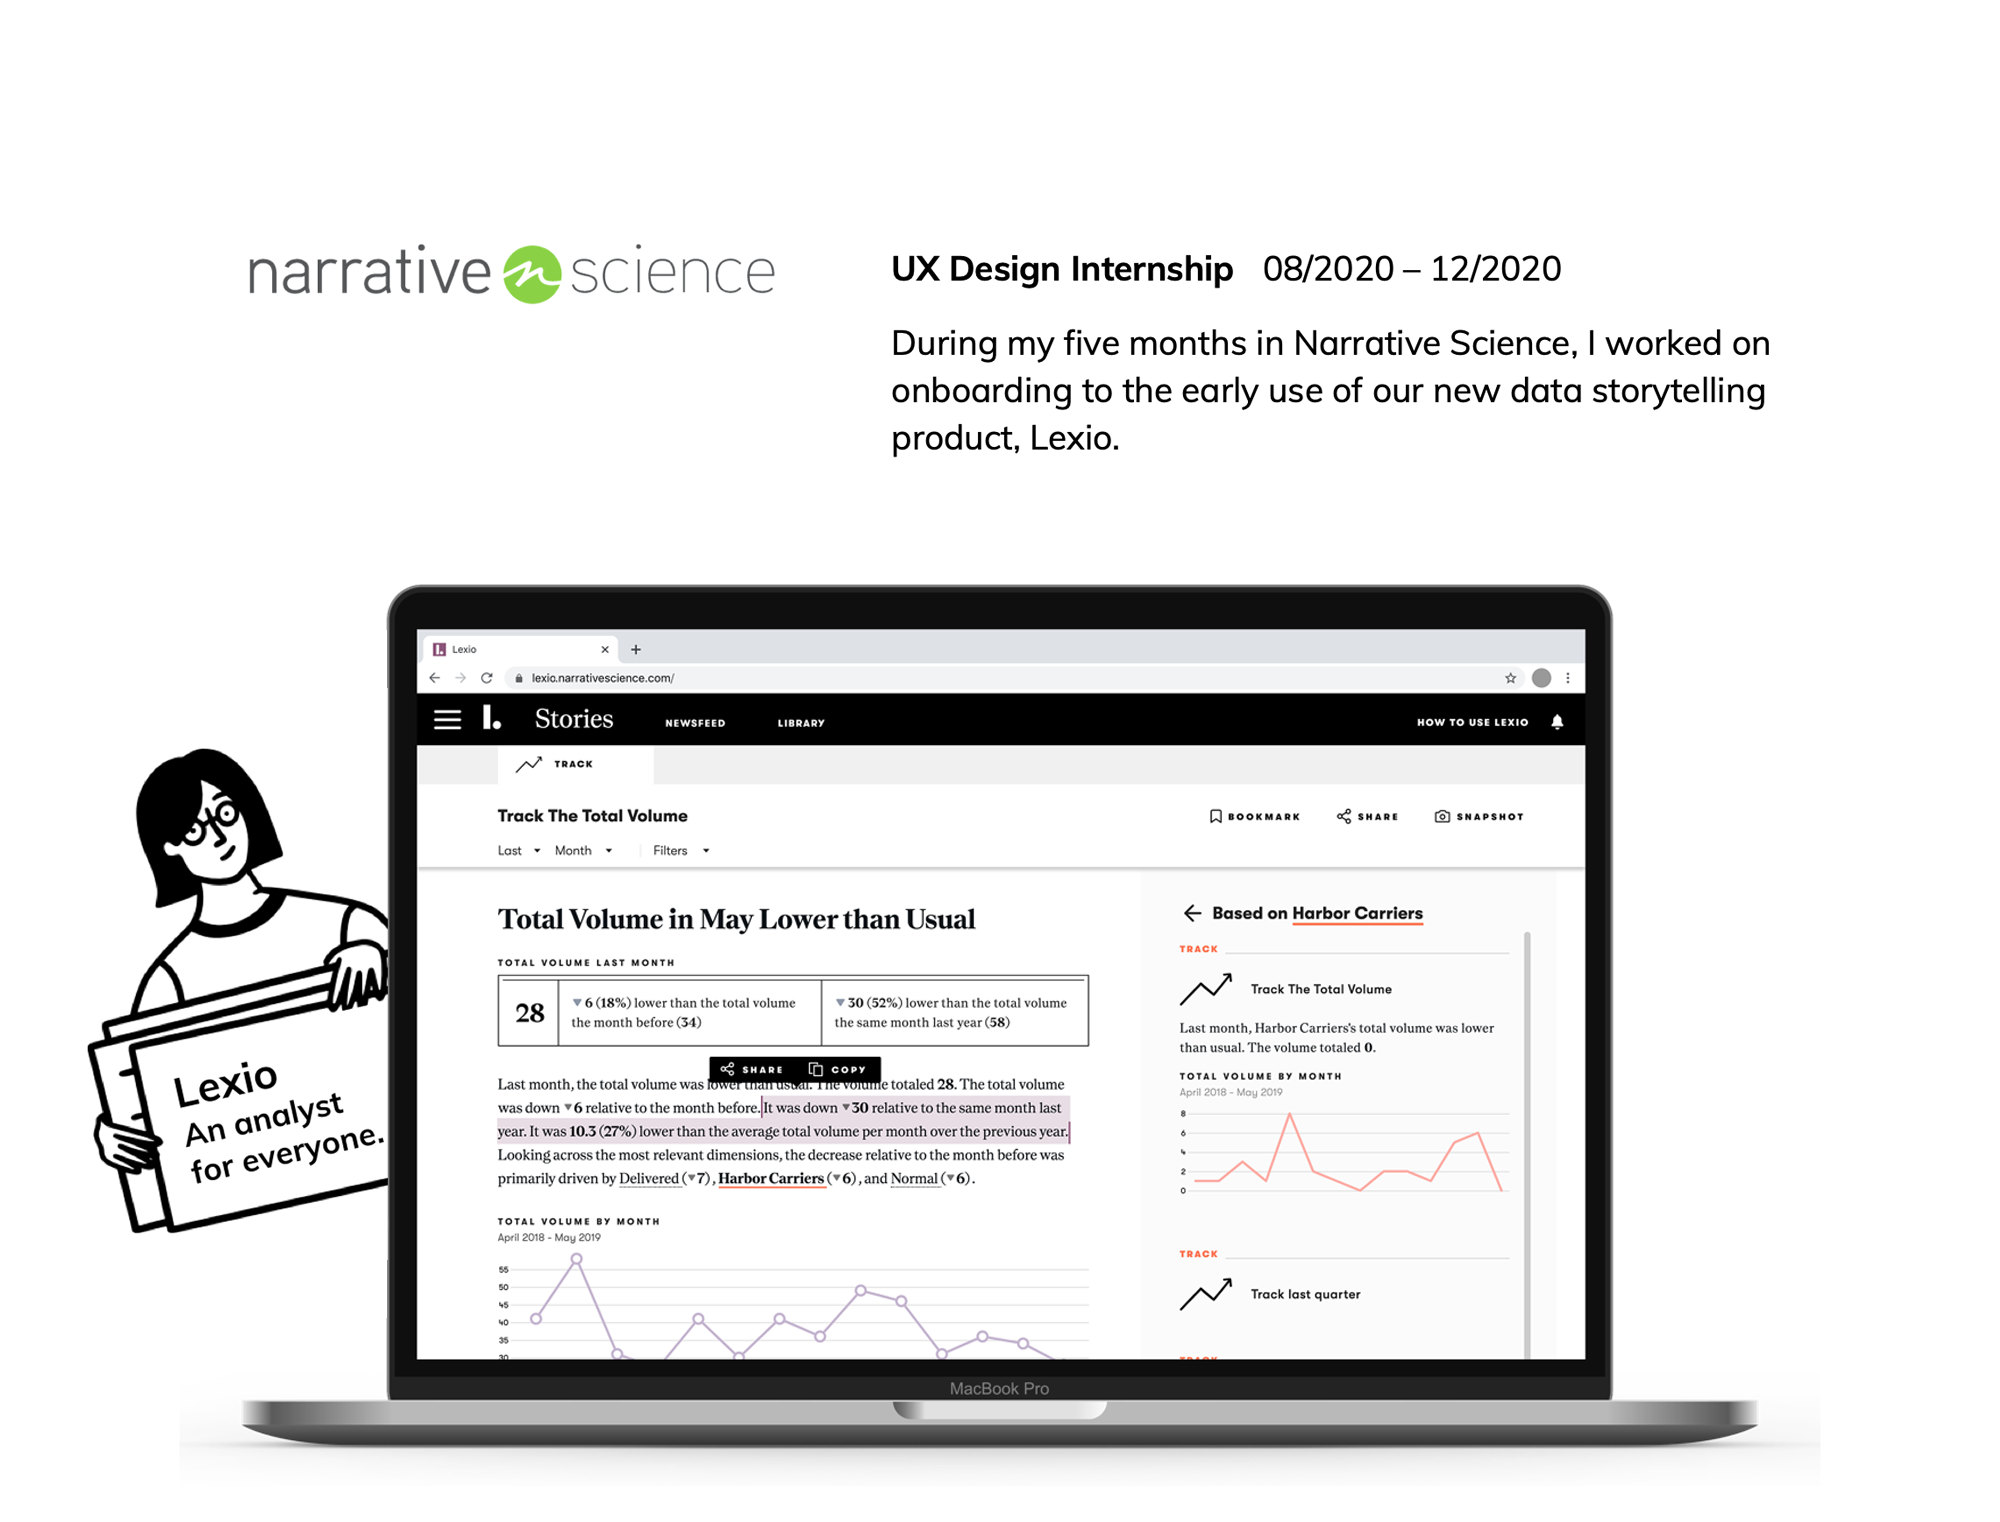 narrative n science
UX Design Internship 08/2020 – 12/2020
During my five months in Narrative Science, I worked on
onboarding to the early use of our new data storytelling
product, Lexio.
Lexio
An analyst
for everyone.
Lexio
lexio.narrativescience.com/
l. Stories NEWSFEED LIBRARY HOW TO USE LEXIO
TRACK
Track The Total Volume BOOKMARK SHARE SNAPSHOT
Last Month Filters
Total Volume in May Lower than Usual
TOTAL VOLUME LAST MONTH
28
▼6 (18%) lower than the total volume
the month before (34)
▼30 (52%) lower than the total volume
the same month last year (58)
SHARE COPY
Last month, the total volume was lower than usual. The volume totaled 28. The total volume
was down ▼6 relative to the month before. It was down ▼30 relative to the same month last
year. It was 10.3 (27%) lower than the average total volume per month over the previous year.
Looking across the most relevant dimensions, the decrease relative to the month before was
primarily driven by Delivered (▼7), Harbor Carriers (▼6), and Normal (▼6).
TOTAL VOLUME BY MONTH
April 2018 - May 2019
55
50
45
40
35
30
Based on Harbor Carriers
TRACK
Track The Total Volume
Last month, Harbor Carriers's total volume was lower
than usual. The volume totaled 0.
TOTAL VOLUME BY MONTH
April 2018 - May 2019
8
6
4
2
0
TRACK
Track last quarter
TRACK
MacBook Pro